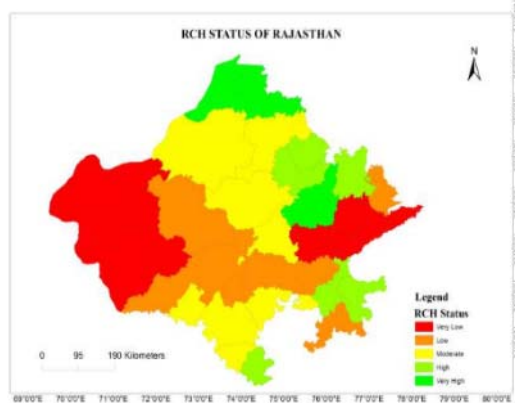 RCH STATUS OF RAJASTHAN
N
Legend
RCH Status
Very Low
Low
Moderate
High
Very High
0 95 190 Kilometers
69°0'0"E 70°0'0"E 71°0'0"E 72°0'0"E 73°0'0"E 74°0'0"E 75°0'0"E 76°0'0"E 77°0'0"E 78°0'0"E 79°0'0"E 80°0'0"E